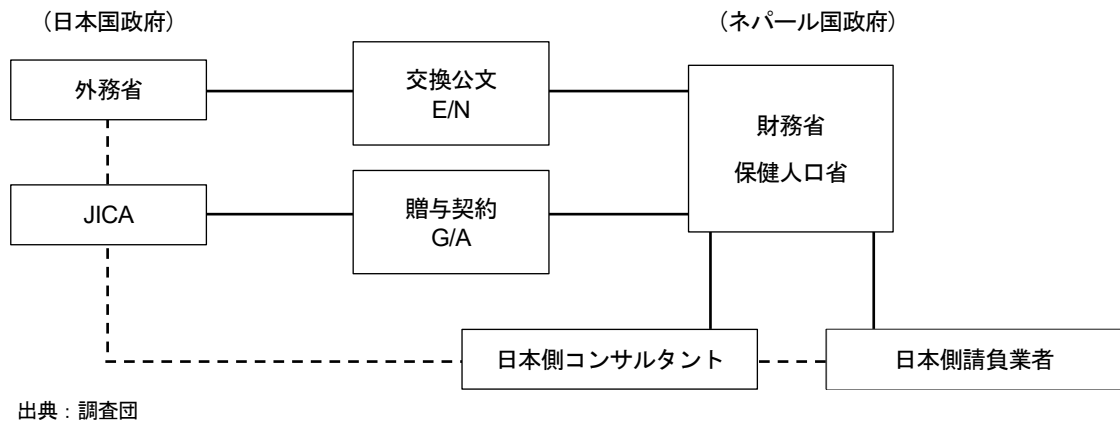 (日本国政府)
(ネパール国政府)
外務省
交換公文
E/N
財務省
保健人口省
JICA
贈与契約
G/A
日本側コンサルタント
日本側請負業者
出典：調査団